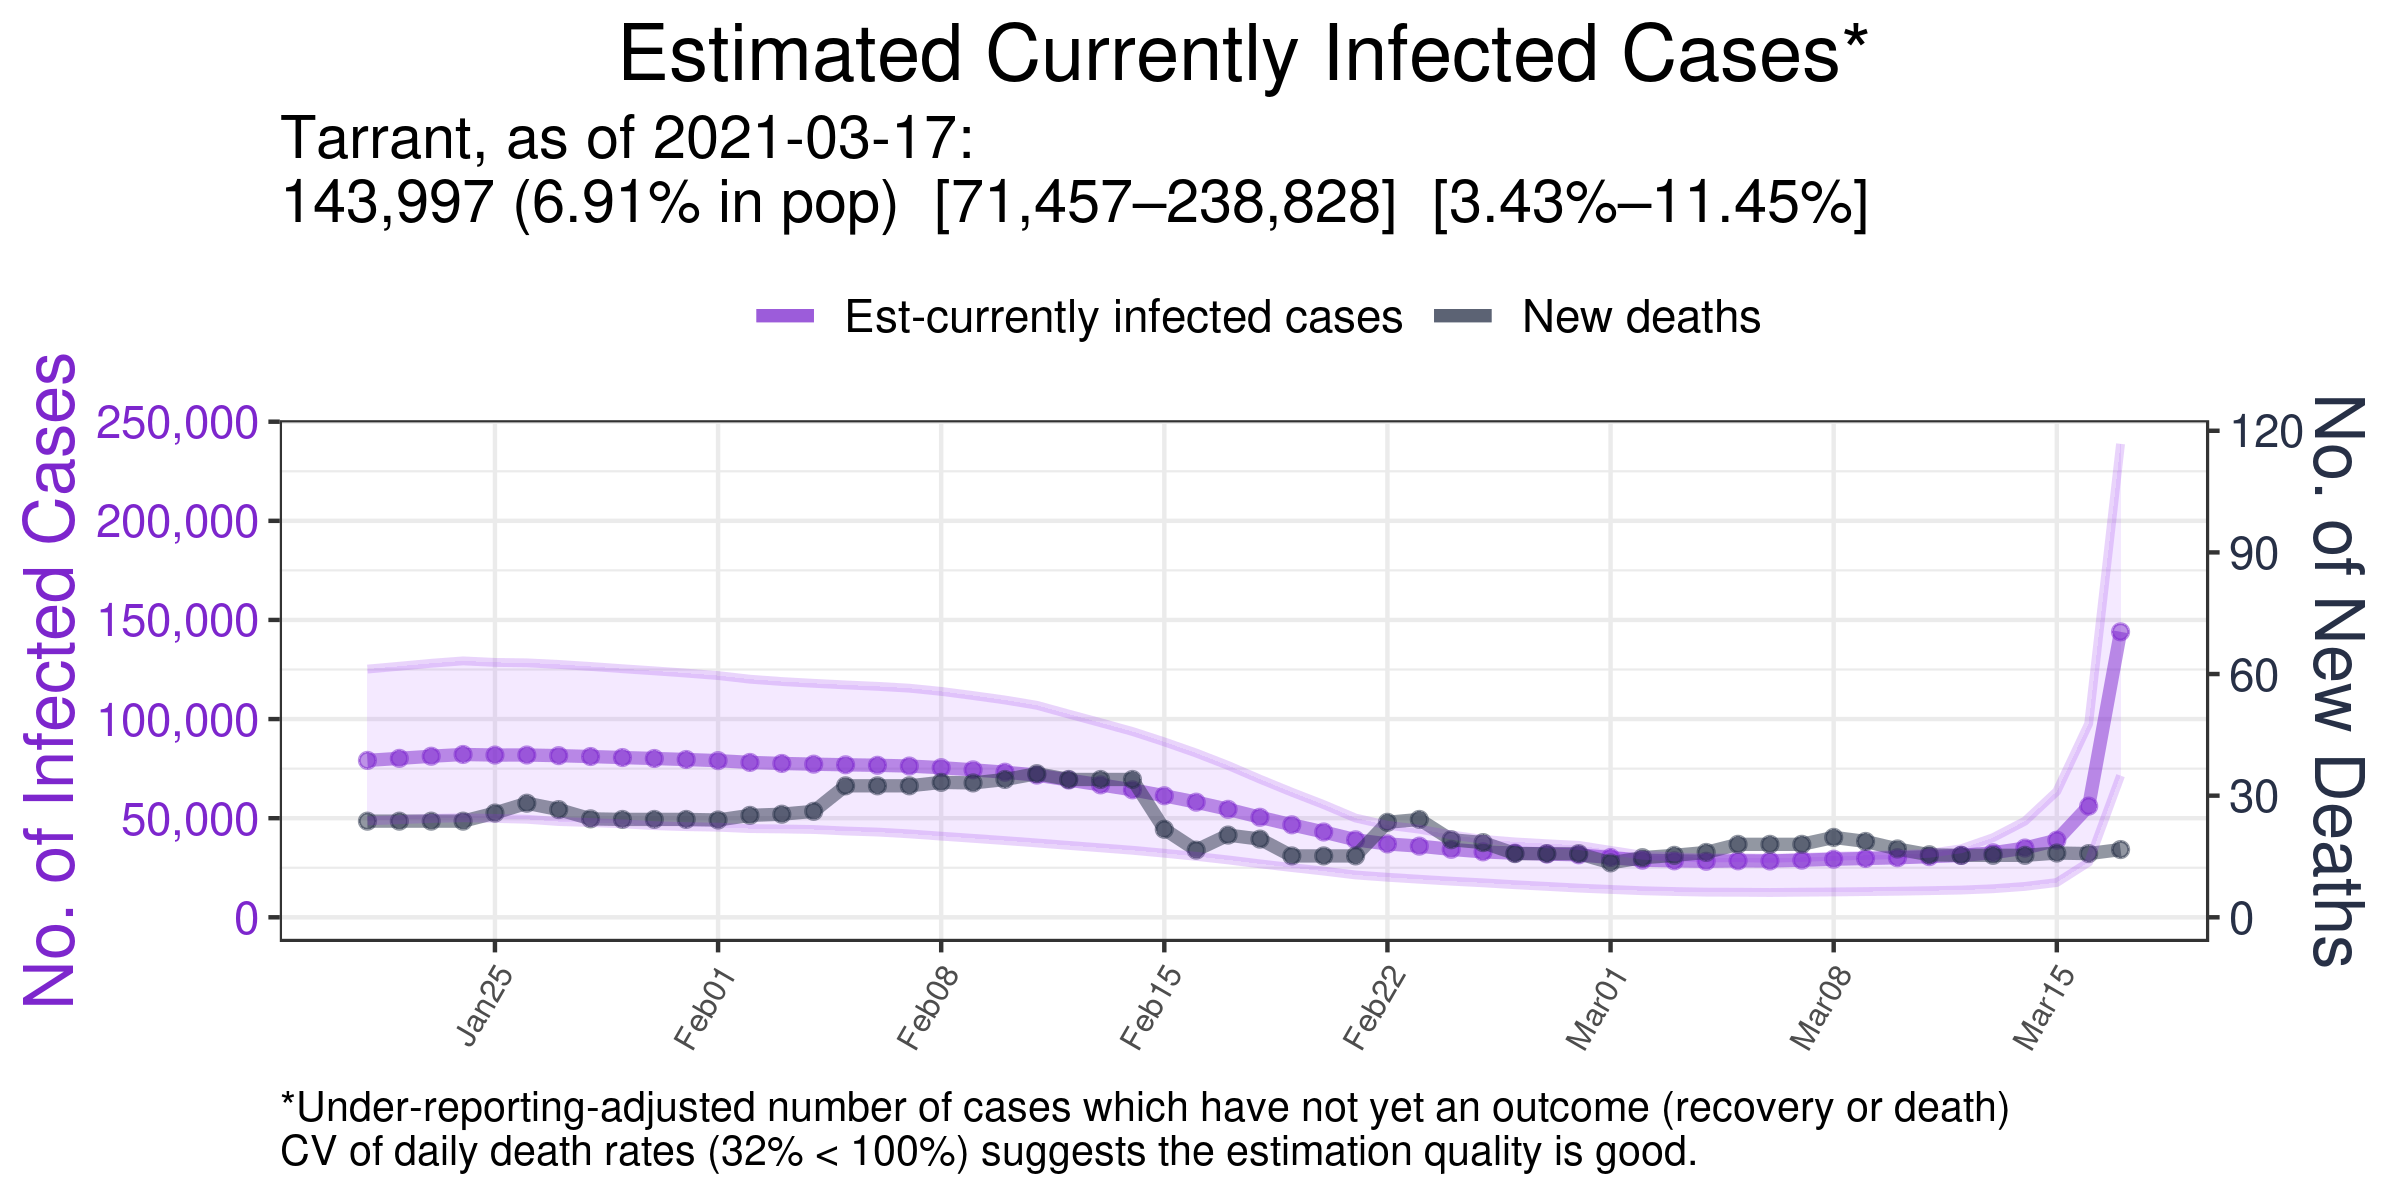 Estimated Currently Infected Cases*
Tarrant, as of 2021-03-17:
143,997 (6.91% in pop)  [71,457–238,828]  [3.43%–11.45%]
Est-currently infected cases
New deaths
No. of Infected Cases
250,000
200,000
150,000
100,000
50,000
0
120
90
60
30
0
No. of New Deaths
Jan25
Feb01
Feb08
Feb15
Feb22
Mar01
Mar08
Mar15
*Under-reporting-adjusted number of cases which have not yet an outcome (recovery or death)
CV of daily death rates (32% < 100%) suggests the estimation quality is good.